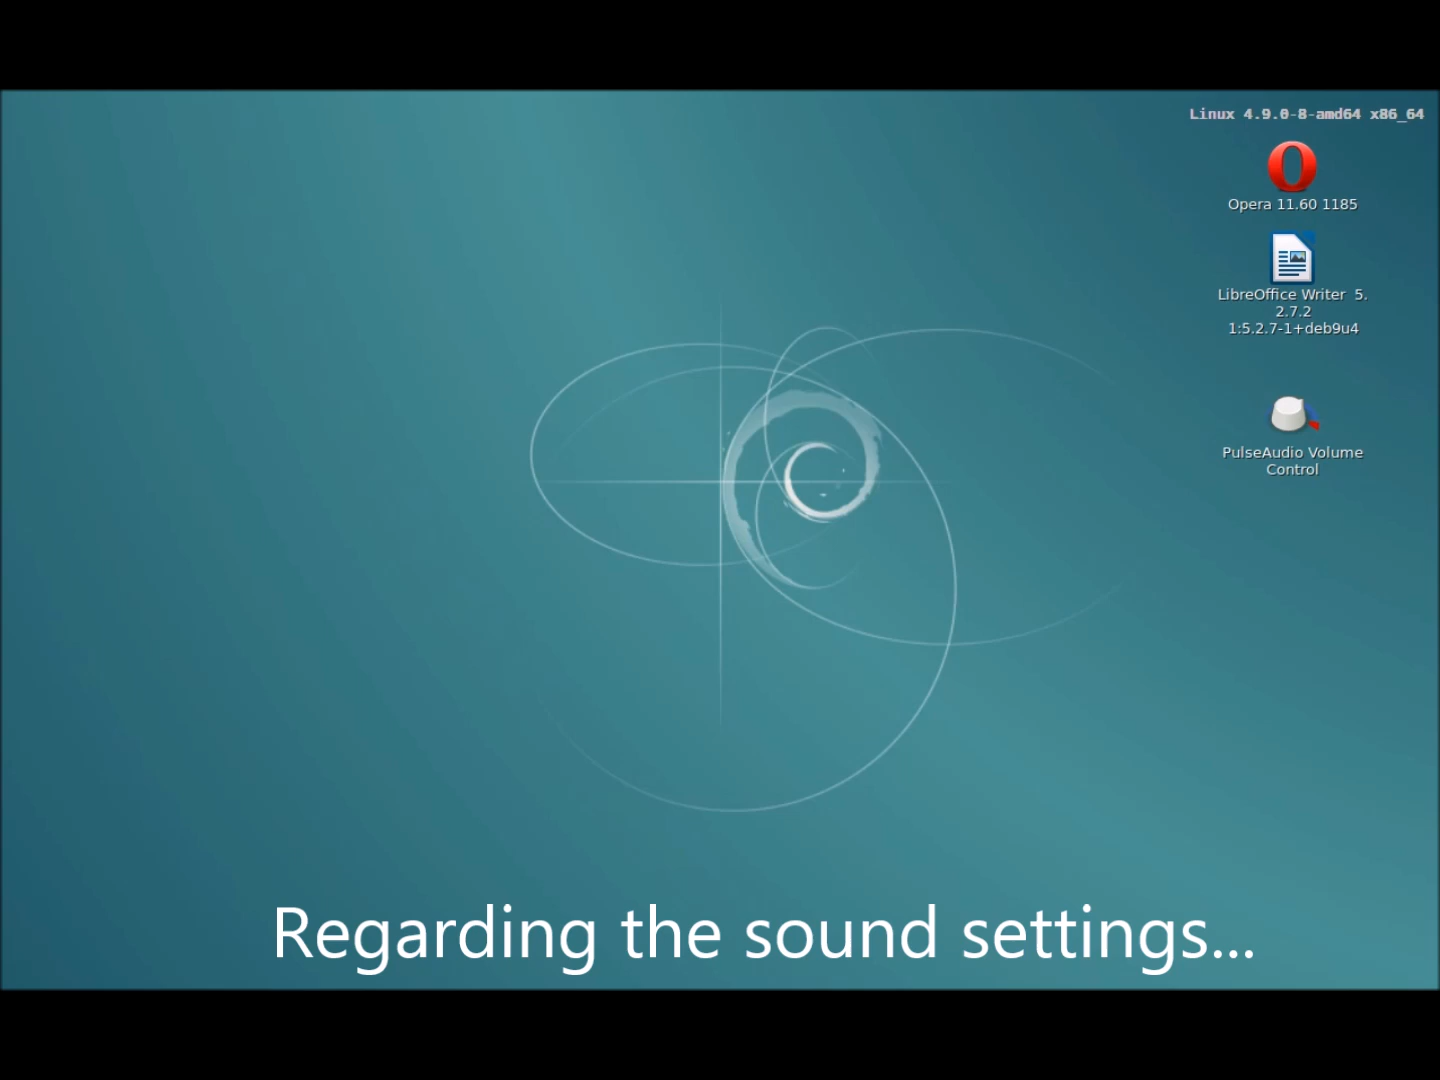 Linux 4.9.0-8-amd64 x86_64
Opera 11.60 1185
LibreOffice Writer 5.
2.7.2
1:5.2.7-1+deb9u4
PulseAudio Volume
Control
Regarding the sound settings...